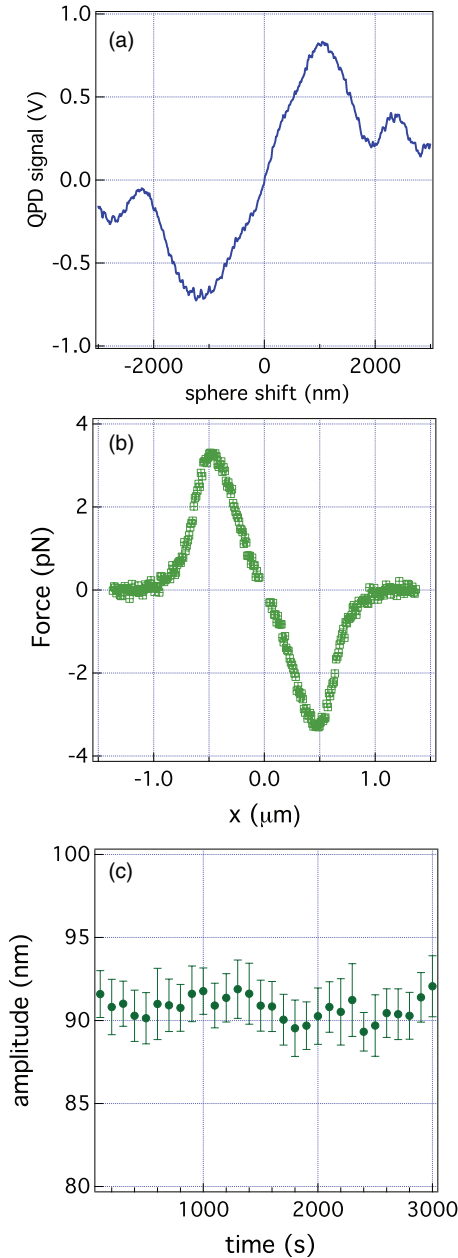 (a)
QPD signal (V)
1.0
0.5
0.0
-0.5
-1.0
-2000 0 2000
sphere shift (nm)
(b)
Force (pN)
4
2
0
-2
-4
-1.0 0.0 1.0
x (μm)
(c)
amplitude (nm)
100
95
90
85
80
1000 2000 3000
time (s)